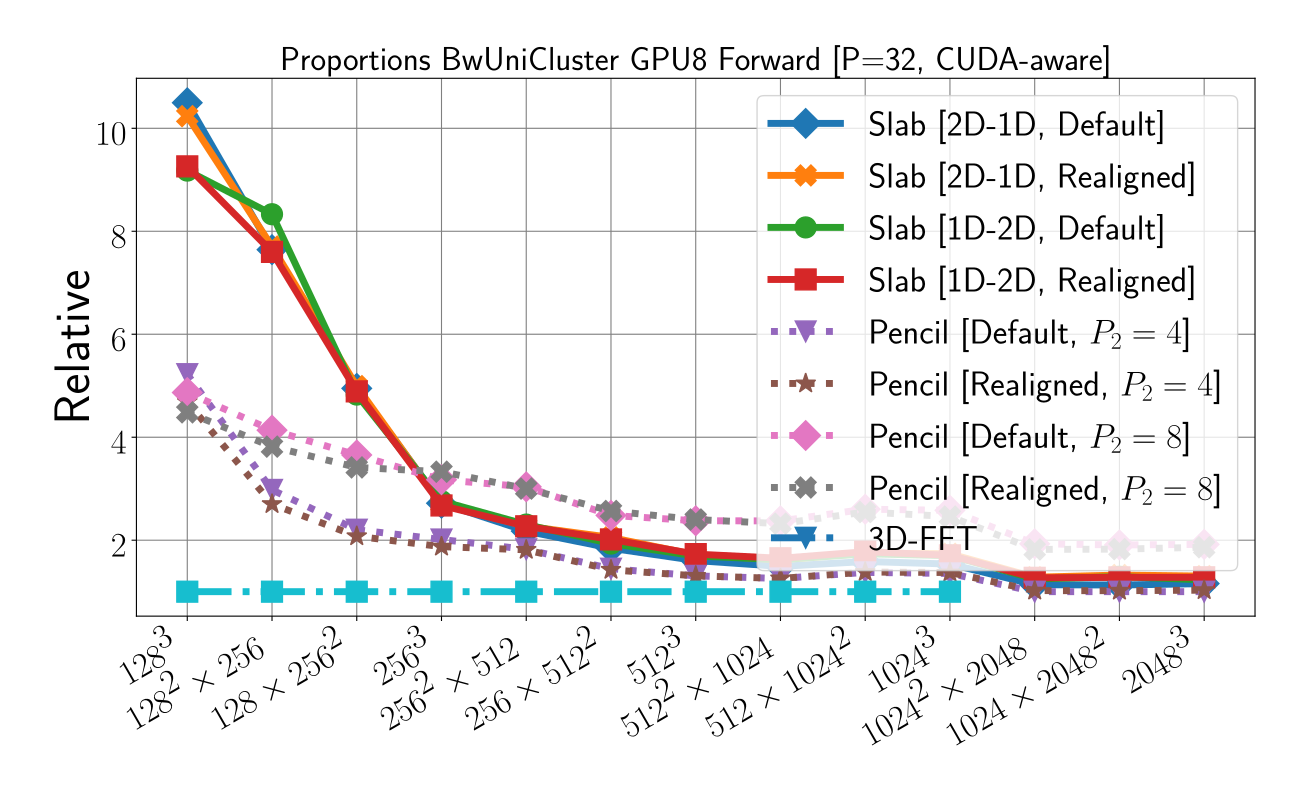 Proportions BwUniCluster GPU8 Forward [P=32, CUDA-aware]
Relative
10
8
6
4
2
Slab [2D-1D, Default]
Slab [2D-1D, Realigned]
Slab [1D-2D, Default]
Slab [1D-2D, Realigned]
Pencil [Default, P₂ = 4]
Pencil [Realigned, P₂ = 4]
Pencil [Default, P₂ = 8]
Pencil [Realigned, P₂ = 8]
3D-FFT
128³
128² × 256
128 × 256²
256³
256² × 512
256 × 512²
512³
512² × 1024
512 × 1024²
1024³
1024² × 2048
1024 × 2048²
2048³